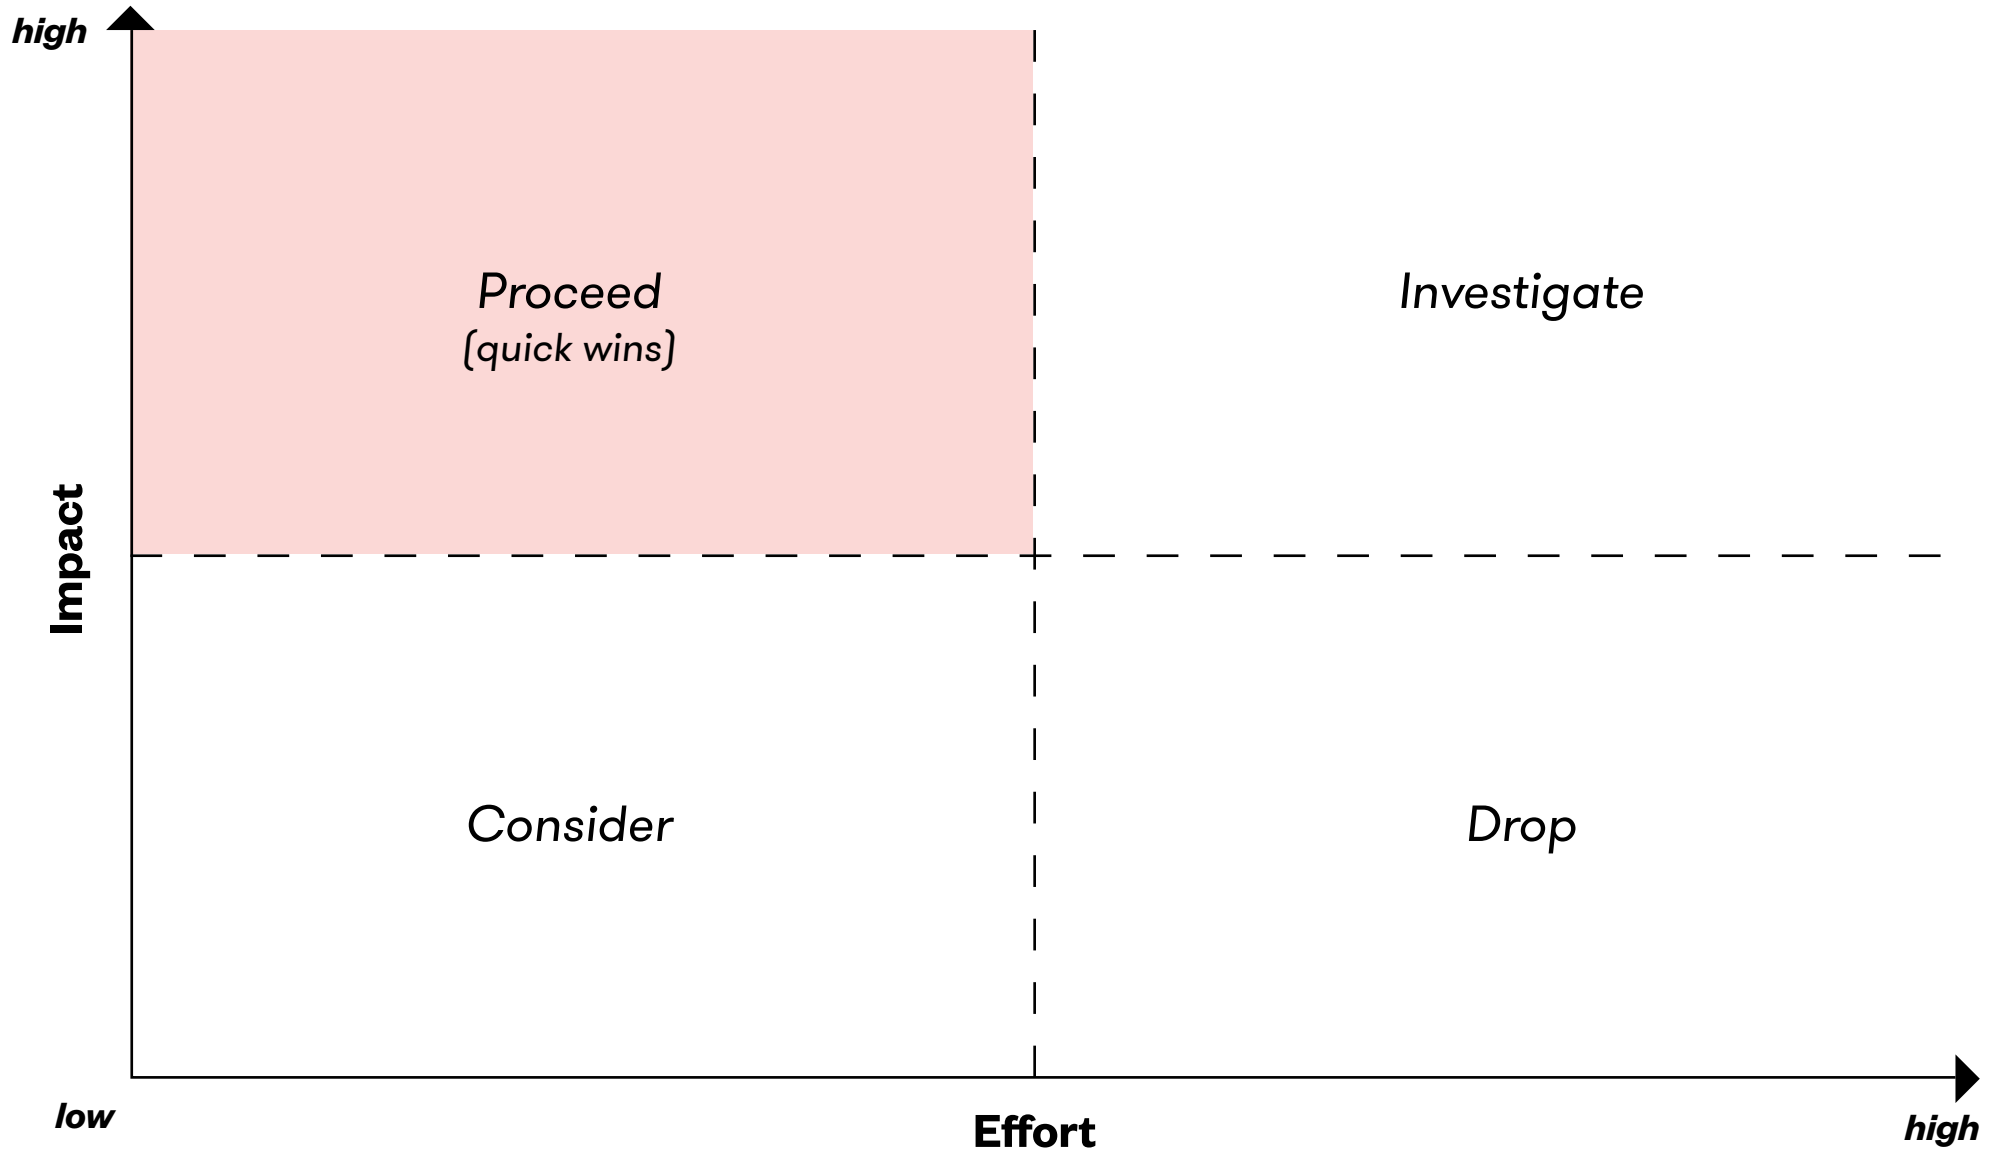 high
Proceed
(quick wins)
Investigate
Impact
Consider
Drop
low
Effort
high